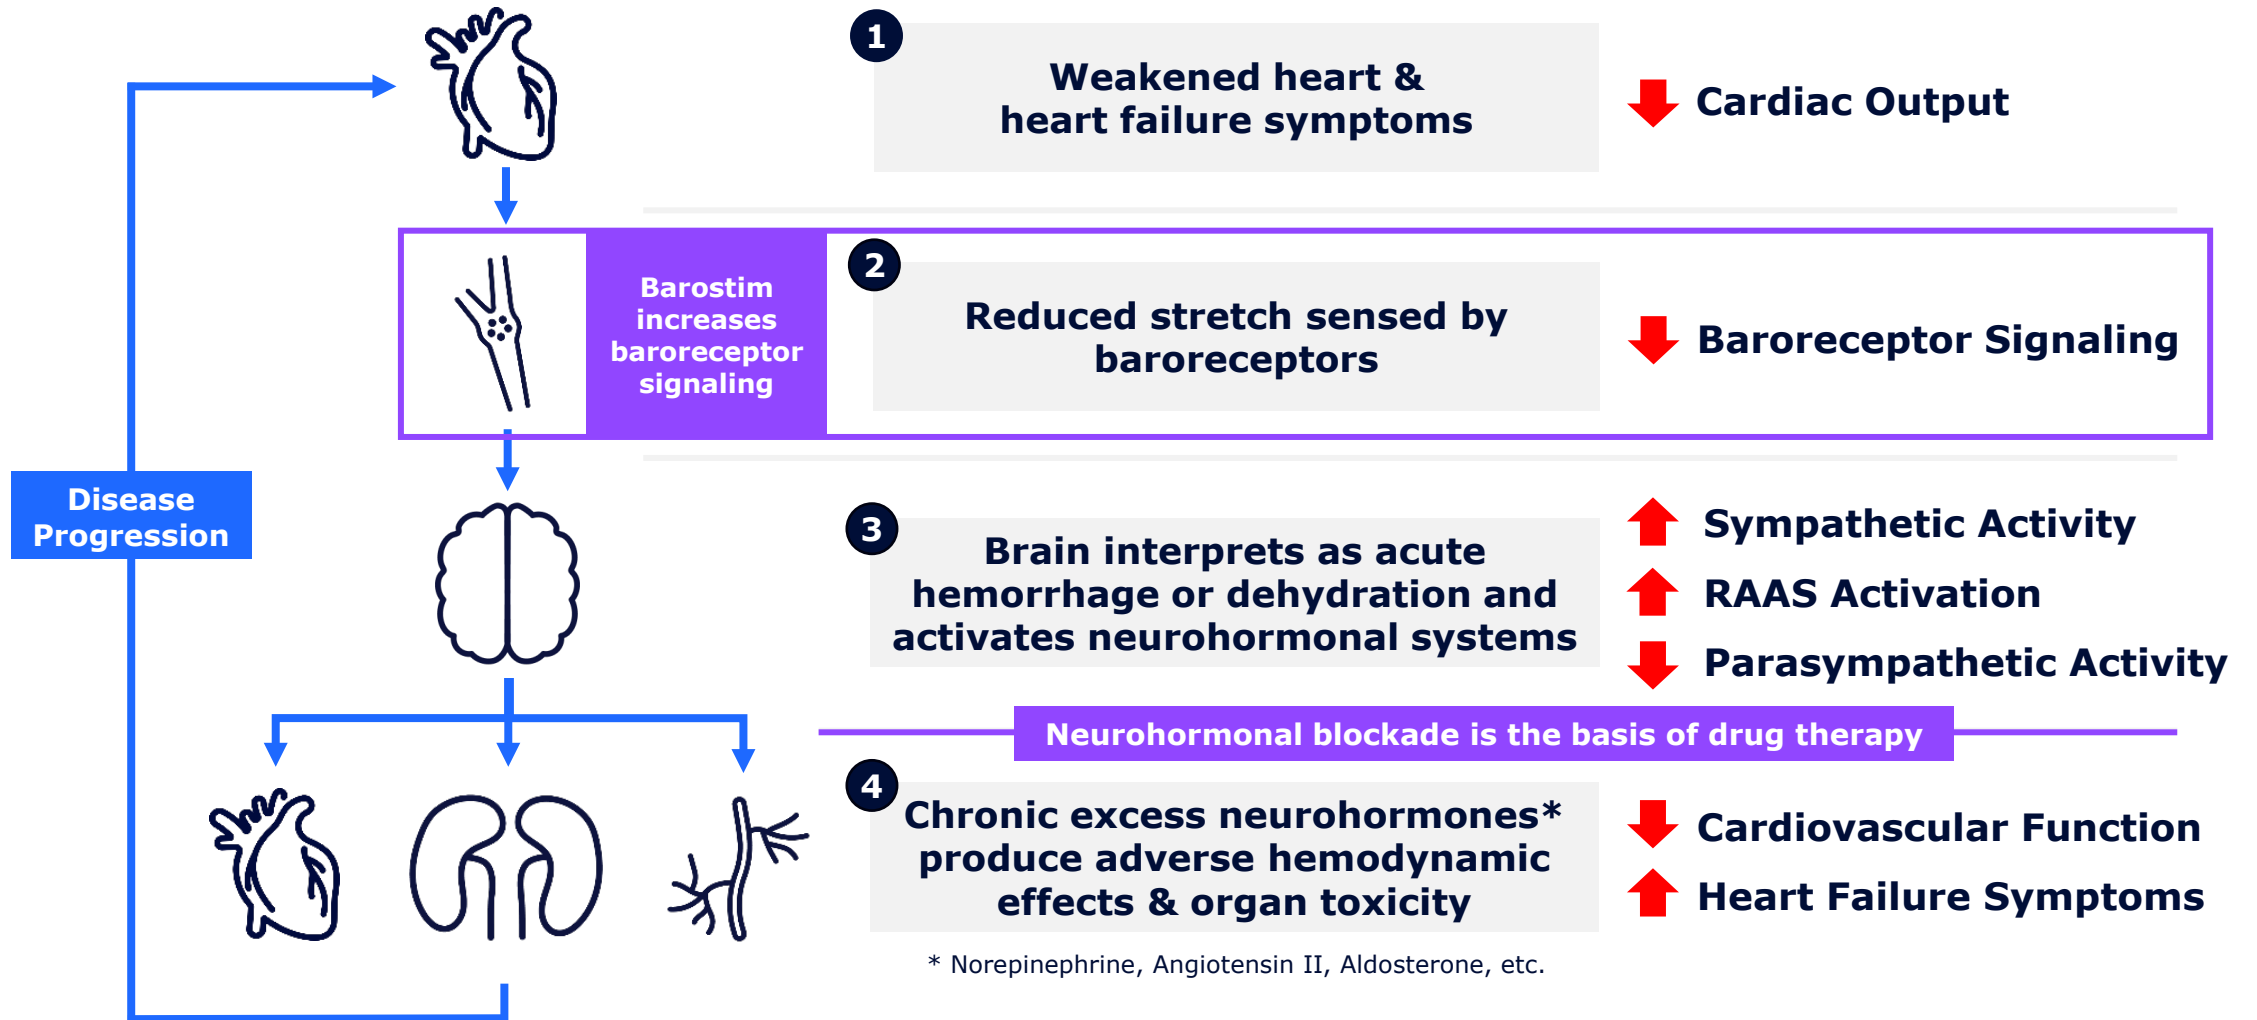 1
Weakened heart &
heart failure symptoms
Cardiac Output
Barostim
increases
baroreceptor
signaling
2
Reduced stretch sensed by
baroreceptors
Baroreceptor Signaling
Disease
Progression
3
Brain interprets as acute
hemorrhage or dehydration and
activates neurohormonal systems
Sympathetic Activity
RAAS Activation
Parasympathetic Activity
Neurohormonal blockade is the basis of drug therapy
4
Chronic excess neurohormones*
produce adverse hemodynamic
effects & organ toxicity
Cardiovascular Function
Heart Failure Symptoms
* Norepinephrine, Angiotensin II, Aldosterone, etc.